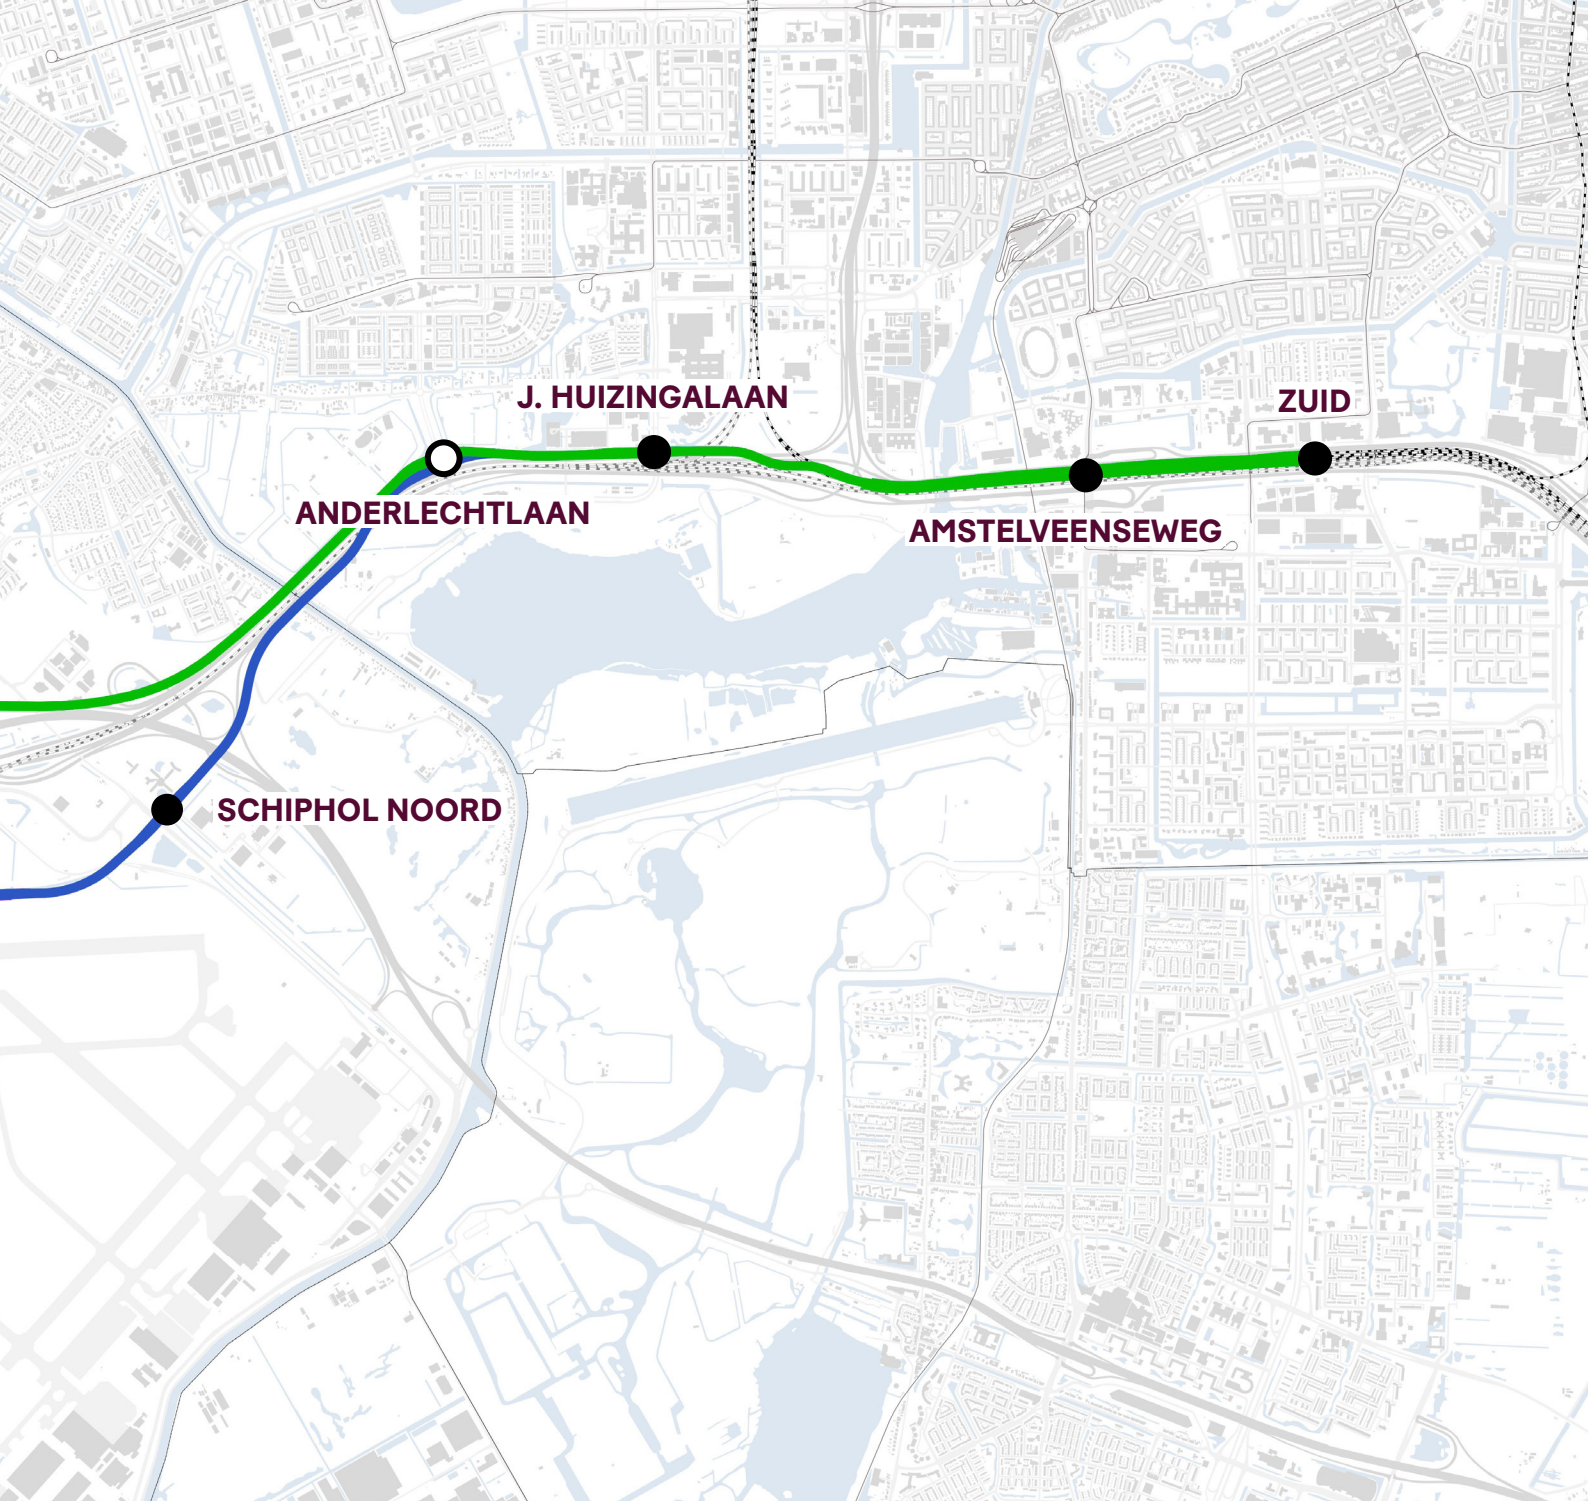 J. HUIZINGALAAN
ZUID
ANDERLECHTLAAN
AMSTELVEENSEWEG
SCHIPHOL NOORD